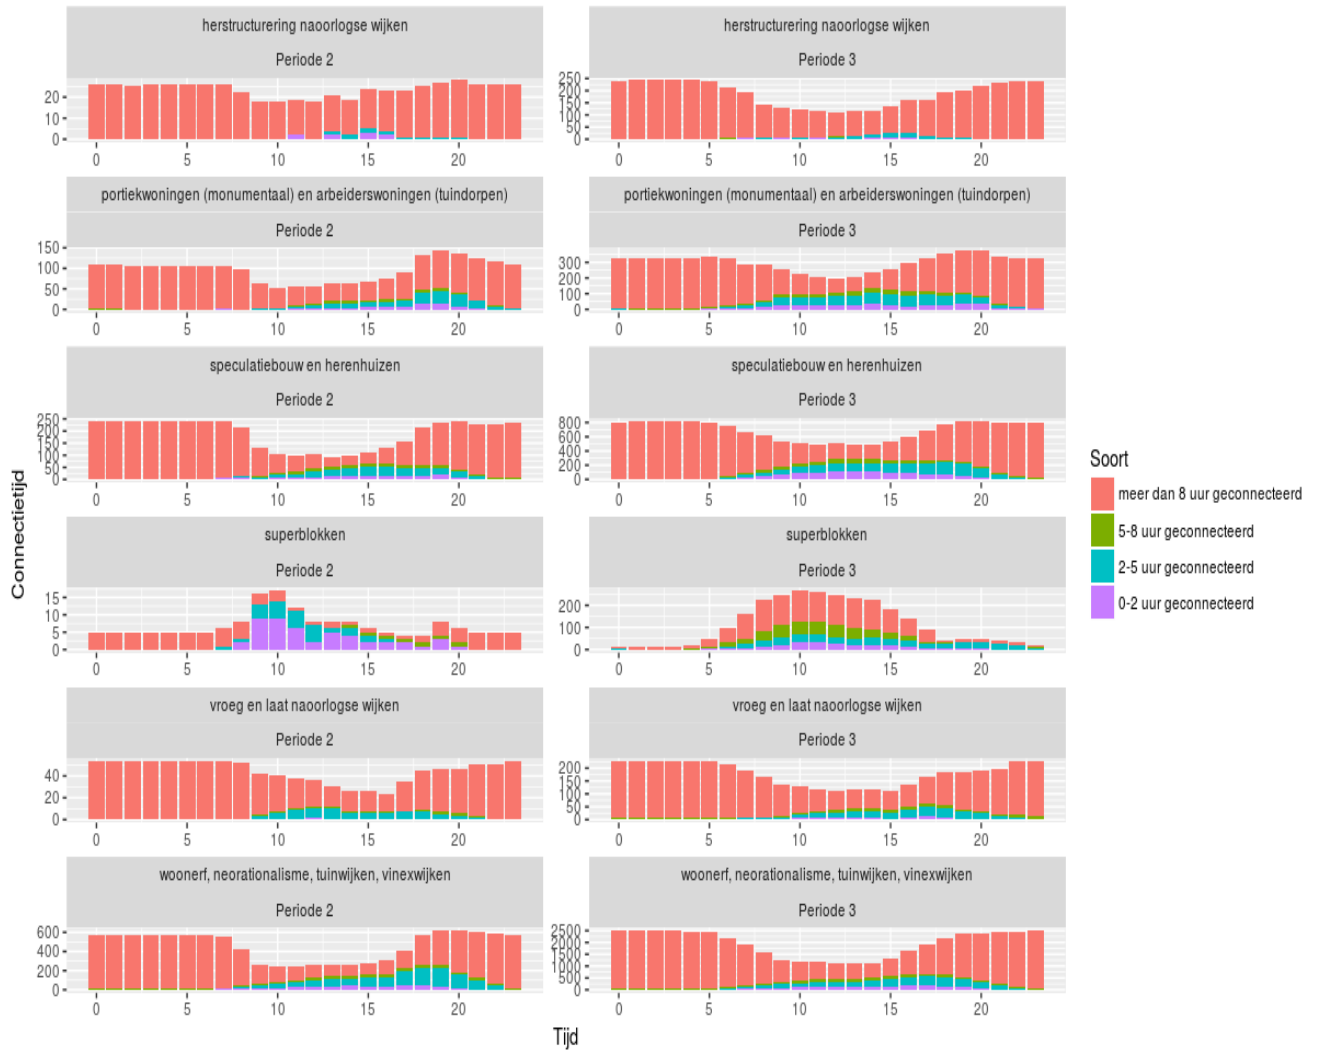 herstructurering naoorlogse wijken
Periode 2
20
10
0
0 5 10 15 20
herstructurering naoorlogse wijken
Periode 3
250
200
150
100
50
0
0 5 10 15 20
portiekwoningen (monumentaal) en arbeiderswoningen (tuindorpen)
Periode 2
150
100
50
0
0 5 10 15 20
portiekwoningen (monumentaal) en arbeiderswoningen (tuindorpen)
Periode 3
300
200
100
0
0 5 10 15 20
speculatiebouw en herenhuizen
Periode 2
250
200
150
100
50
0
0 5 10 15 20
speculatiebouw en herenhuizen
Periode 3
800
600
400
200
0
0 5 10 15 20
superblokken
Periode 2
15
10
5
0
0 5 10 15 20
superblokken
Periode 3
200
100
0
0 5 10 15 20
vroeg en laat naoorlogse wijken
Periode 2
40
20
0
0 5 10 15 20
vroeg en laat naoorlogse wijken
Periode 3
200
150
100
50
0
0 5 10 15 20
woonerf, neorationalisme, tuinwijken, vinexwijken
Periode 2
600
400
200
0
0 5 10 15 20
woonerf, neorationalisme, tuinwijken, vinexwijken
Periode 3
2500
2000
1500
1000
500
0
0 5 10 15 20
Connectietijd
Tijd
Soort
meer dan 8 uur geconnecteerd
5-8 uur geconnecteerd
2-5 uur geconnecteerd
0-2 uur geconnecteerd